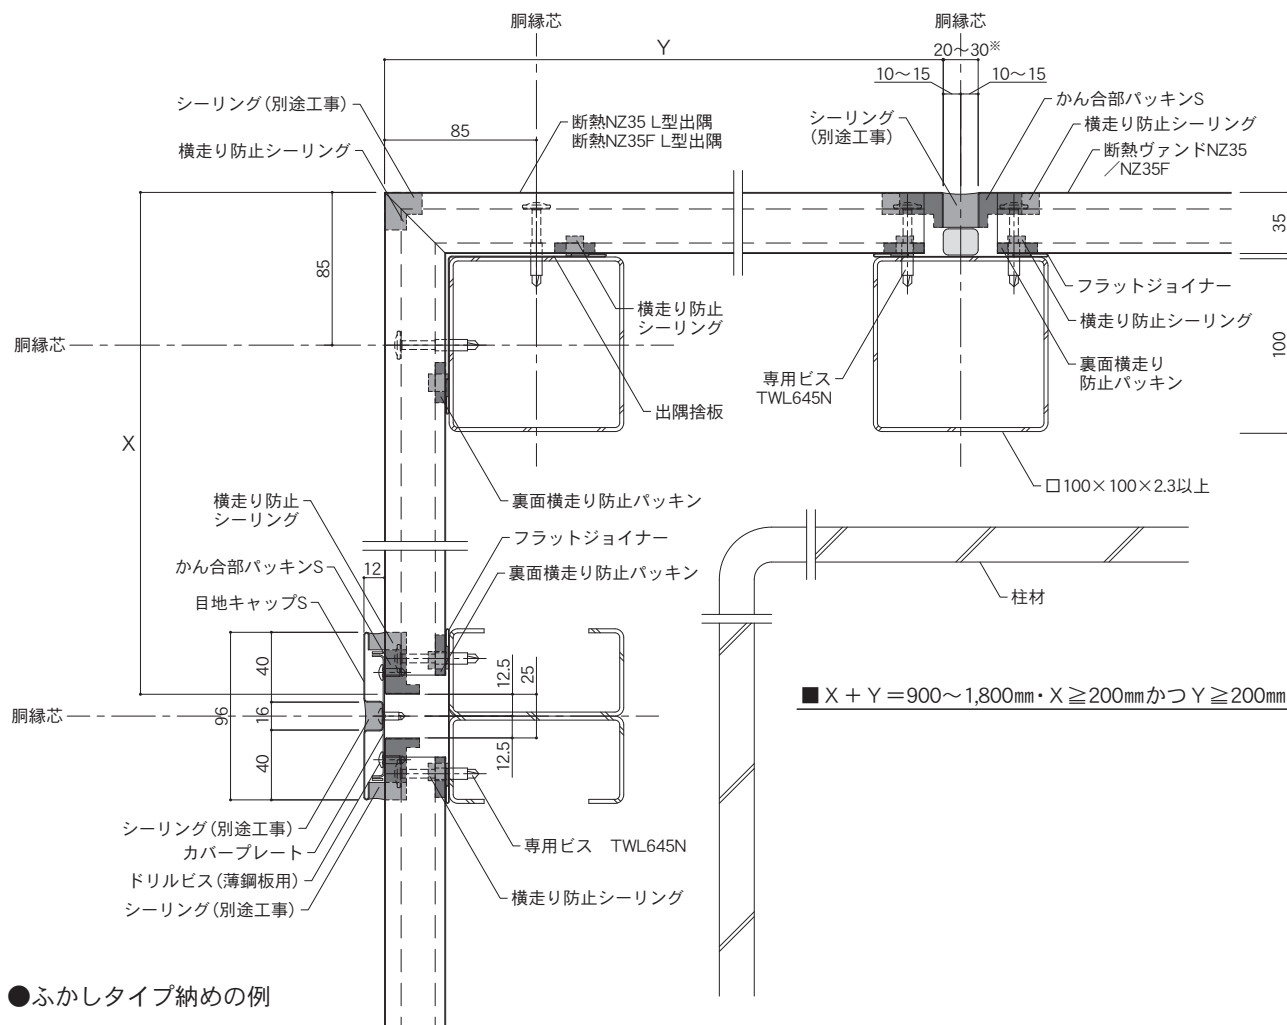 胴縁芯
胴縁芯
Y
20～30※
10～15
10～15
シーリング(別途工事)
かん合部パッキンS
85
断熱NZ35 L型出隅
断熱NZ35F L型出隅
シーリング
(別途工事)
横走り防止シーリング
横走り防止シーリング
断熱ヴァンドNZ35
／NZ35F
35
85
フラットジョイナー
横走り防止
シーリング
横走り防止シーリング
胴縁芯
100
専用ビス
TWL645N
裏面横走り
防止パッキン
出隅捨板
X
□100×100×2.3以上
横走り防止
シーリング
裏面横走り防止パッキン
フラットジョイナー
かん合部パッキンS
12
裏面横走り防止パッキン
目地キャップS
柱材
40
12.5
25
■X＋Y＝900～1,800㎜・X≧200㎜かつY≧200㎜
胴縁芯
96
16
12.5
40
シーリング(別途工事)
カバープレート
専用ビス　TWL645N
ドリルビス(薄鋼板用)
横走り防止シーリング
シーリング(別途工事)
●ふかしタイプ納めの例